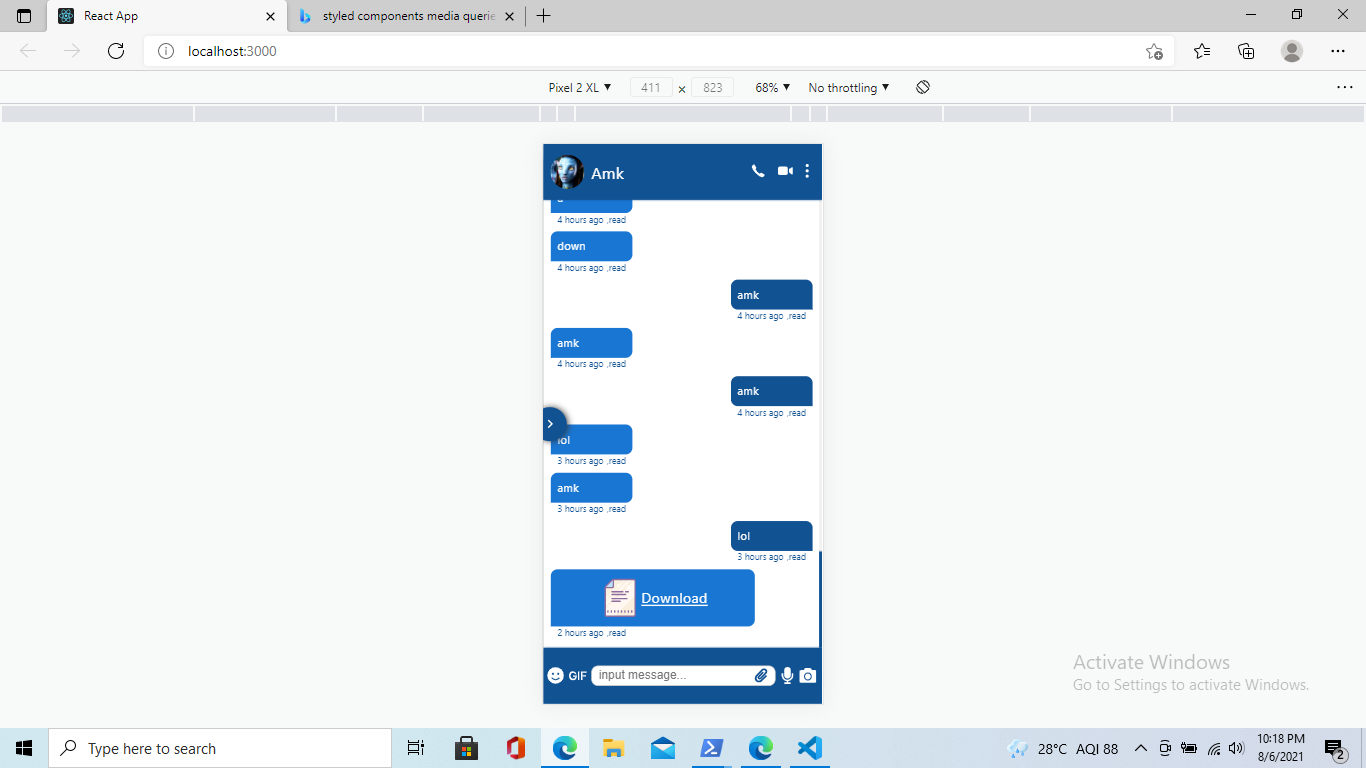 React App
styled components media querie
localhost:3000
Pixel 2 XL
411
×
823
68%
No throttling
Amk
4 hours ago ,read
down
4 hours ago ,read
amk
4 hours ago ,read
amk
4 hours ago ,read
amk
4 hours ago ,read
lol
3 hours ago ,read
amk
3 hours ago ,read
lol
3 hours ago ,read
Download
2 hours ago ,read
GIF
input message...
Activate Windows
Go to Settings to activate Windows.
Type here to search
28°C AQI 88
10:18 PM
8/6/2021
2